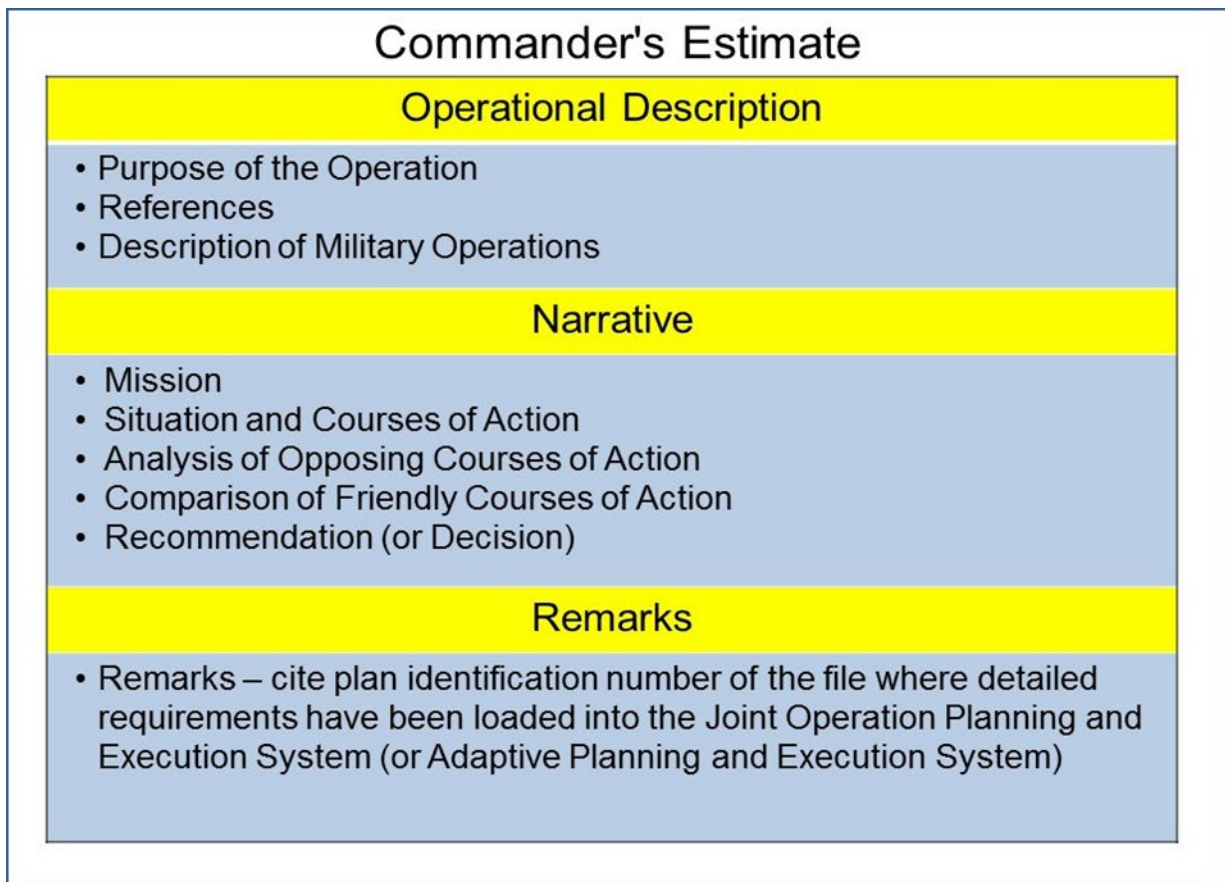 Commander's Estimate
Operational Description
• Purpose of the Operation
• References
• Description of Military Operations
Narrative
• Mission
• Situation and Courses of Action
• Analysis of Opposing Courses of Action
• Comparison of Friendly Courses of Action
• Recommendation (or Decision)
Remarks
• Remarks – cite plan identification number of the file where detailed
requirements have been loaded into the Joint Operation Planning and
Execution System (or Adaptive Planning and Execution System)